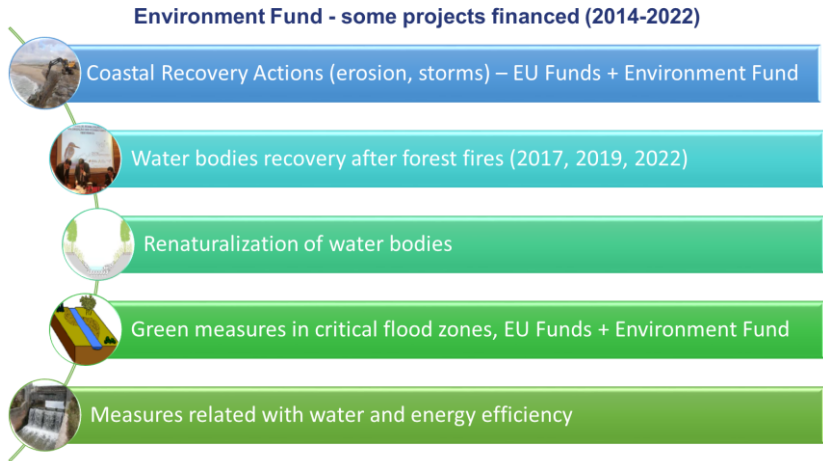 Environment Fund - some projects financed (2014-2022)
Coastal Recovery Actions (erosion, storms) – EU Funds + Environment Fund
Water bodies recovery after forest fires (2017, 2019, 2022)
Renaturalization of water bodies
Green measures in critical flood zones, EU Funds + Environment Fund
Measures related with water and energy efficiency